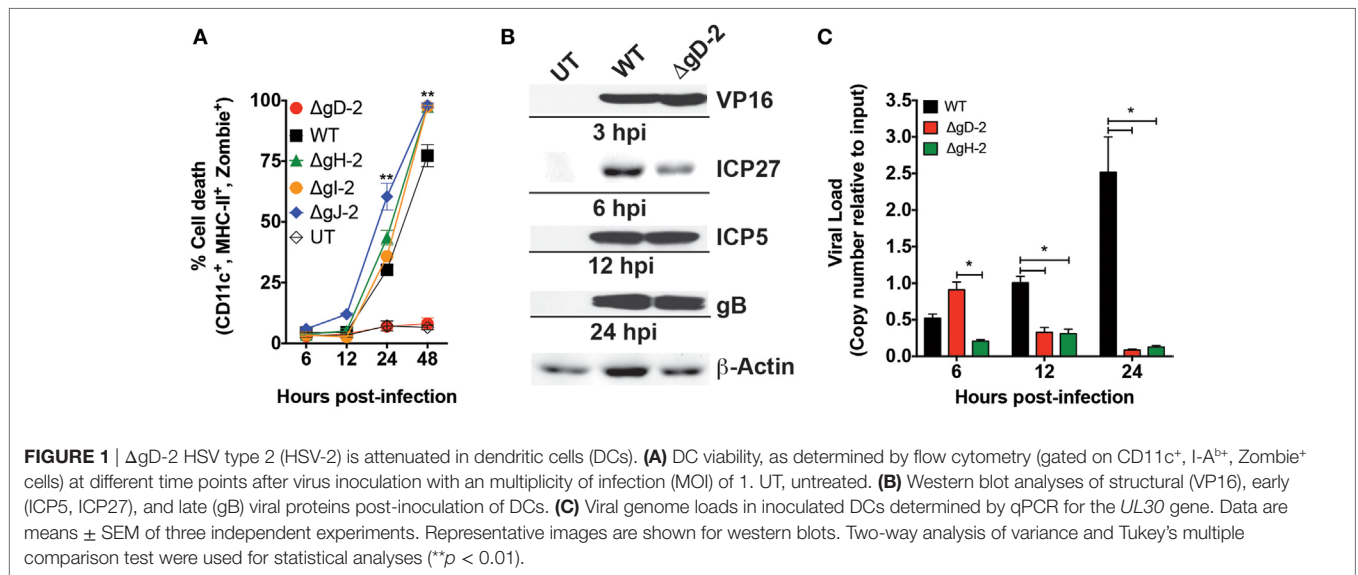 A
% Cell death
(CD11c⁺, MHC-II⁺, Zombie⁺)
100
75
50
25
0
6 12 24 48
Hours post-infection
ΔgD-2
WT
ΔgH-2
ΔgI-2
ΔgJ-2
UT
**
**
B
UT WT ΔgD-2
VP16
3 hpi
ICP27
6 hpi
ICP5
12 hpi
gB
24 hpi
β-Actin
C
Viral Load
(Copy number relative to input)
3.5
3.0
2.5
2.0
1.5
1.0
0.5
0.0
6 12 24
Hours post-infection
WT
ΔgD-2
ΔgH-2
*
*
*
FIGURE 1 | ΔgD-2 HSV type 2 (HSV-2) is attenuated in dendritic cells (DCs). (A) DC viability, as determined by flow cytometry (gated on CD11c⁺, I-Aᵇ⁺, Zombie⁺
cells) at different time points after virus inoculation with an multiplicity of infection (MOI) of 1. UT, untreated. (B) Western blot analyses of structural (VP16), early
(ICP5, ICP27), and late (gB) viral proteins post-inoculation of DCs. (C) Viral genome loads in inoculated DCs determined by qPCR for the UL30 gene. Data are
means ± SEM of three independent experiments. Representative images are shown for western blots. Two-way analysis of variance and Tukey's multiple
comparison test were used for statistical analyses (**p < 0.01).